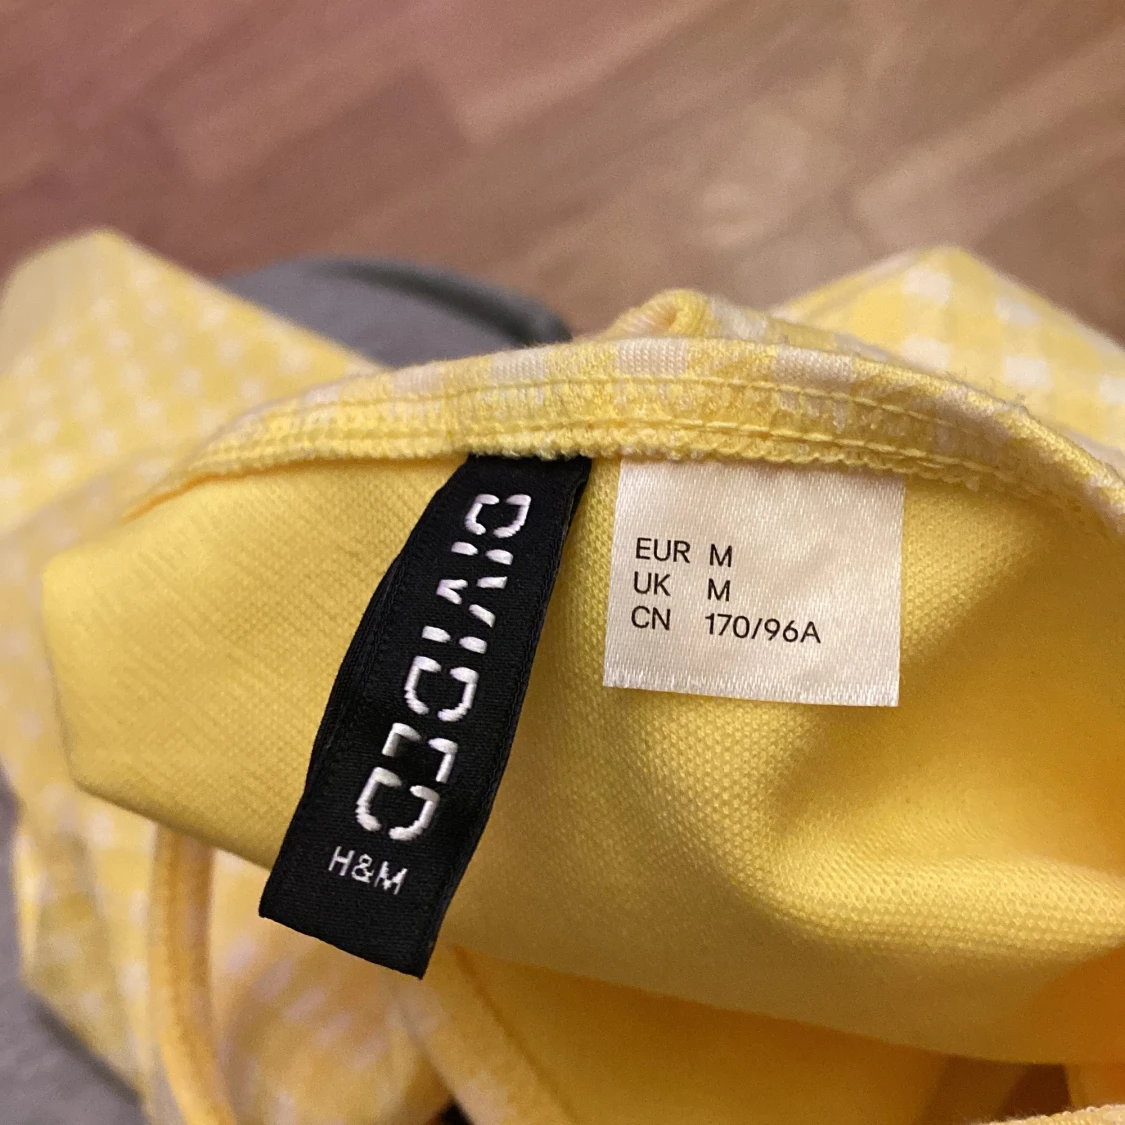 DIVIDED
H&M
EUR M
UK M
CN 170/96A